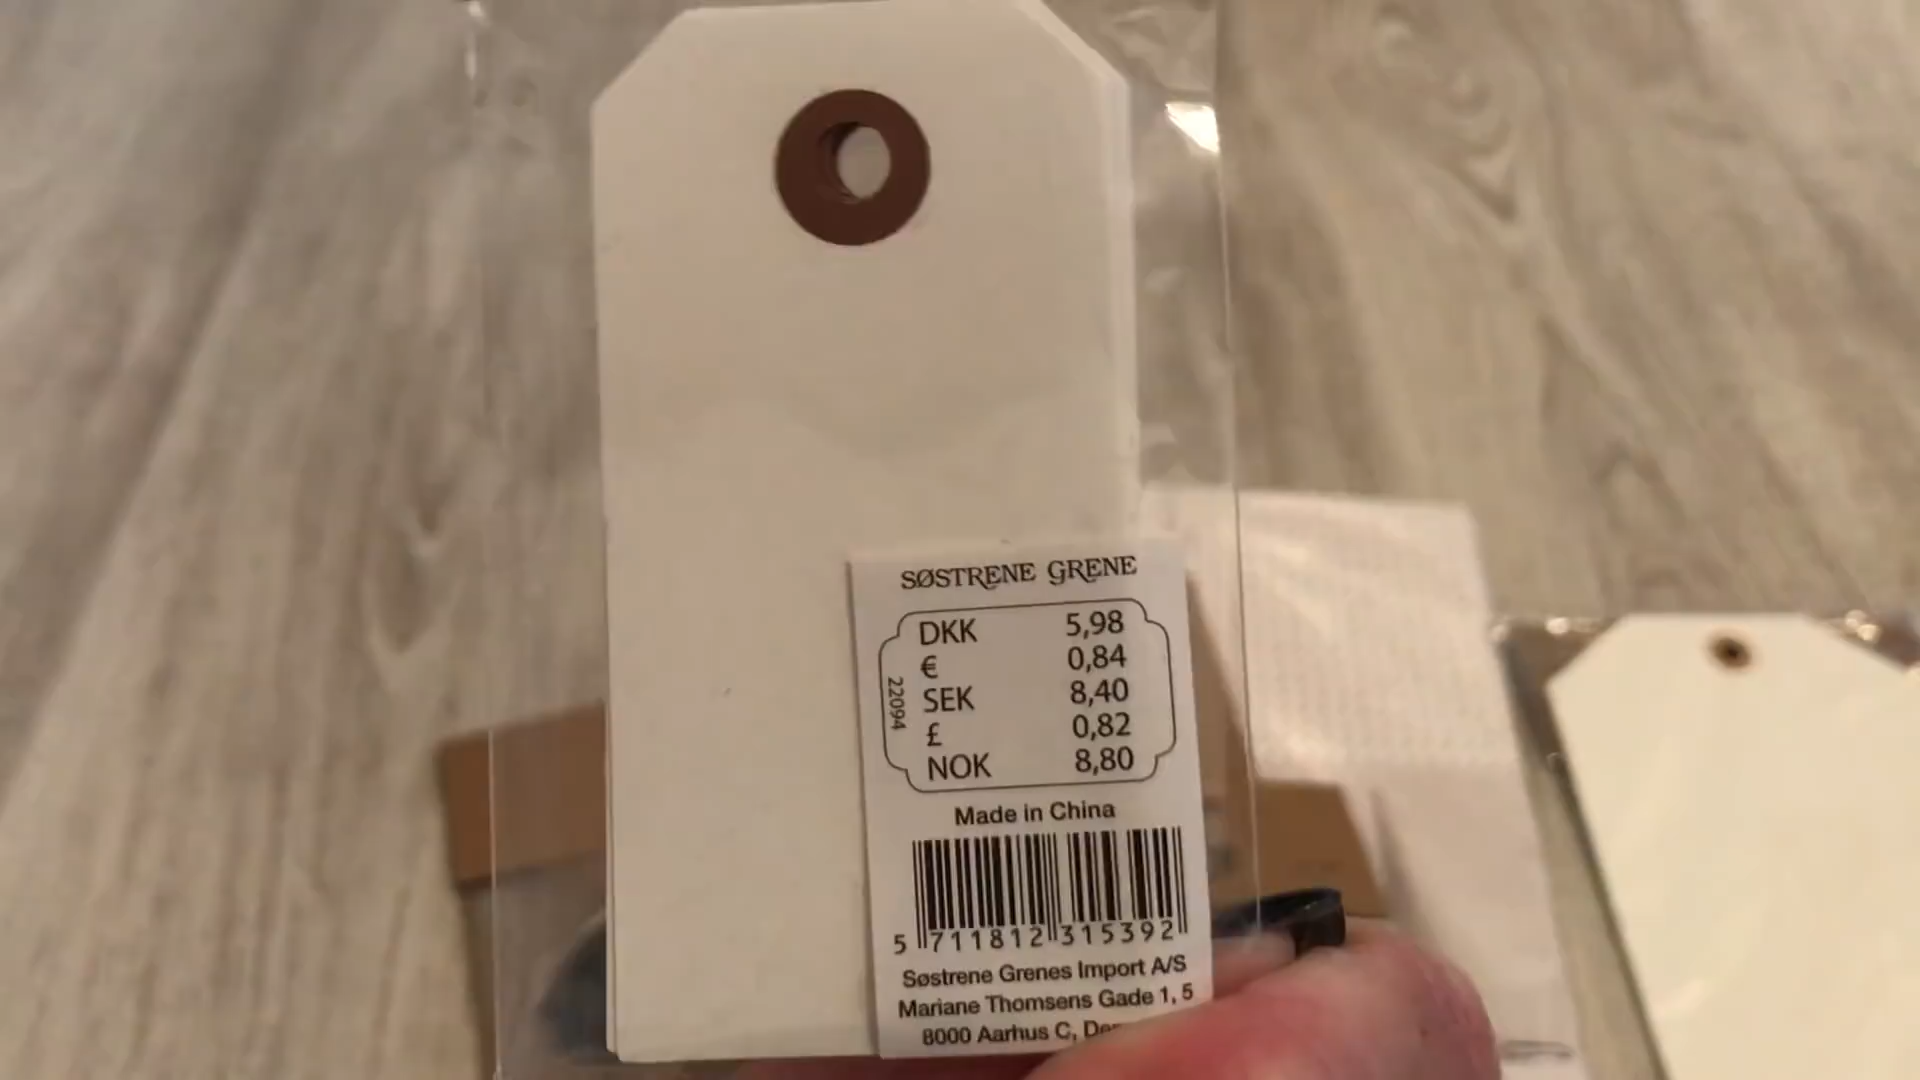 SØSTRENE GRENE
DKK 5,98
€ 0,84
SEK 8,40
£ 0,82
NOK 8,80
22094
Made in China
5 711812 315392
Søstrene Grenes Import A/S
Mariane Thomsens Gade 1, 5
8000 Aarhus C,